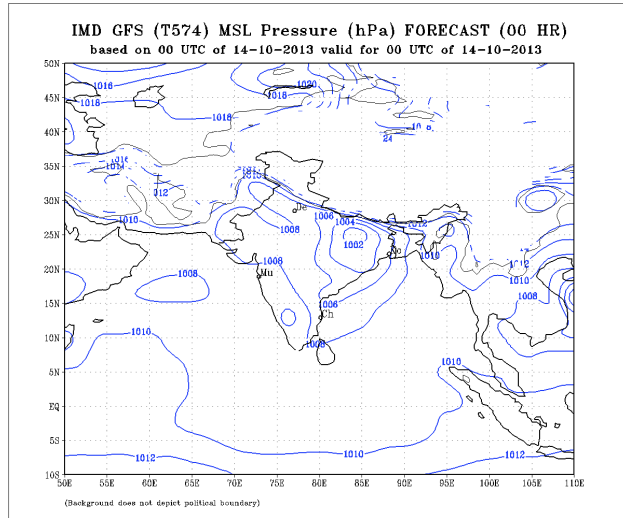 IMD GFS (T574) MSL Pressure (hPa) FORECAST (00 HR)
based on 00 UTC of 14-10-2013 valid for 00 UTC of 14-10-2013
50N
1016
1020
45N
1018
1018
40N
24
35N
30N
De
1006
1004
1010
1008
1012
25N
1002
1010
1012
20N
1008
1008
Mu
1010
15N
1006
1008
Ch
10N
1010
1008
1010
5N
EQ
5S
1012
1010
1012
10S
50E 55E 60E 65E 70E 75E 80E 85E 90E 95E 100E 105E 110E
(Background does not depict political boundary)